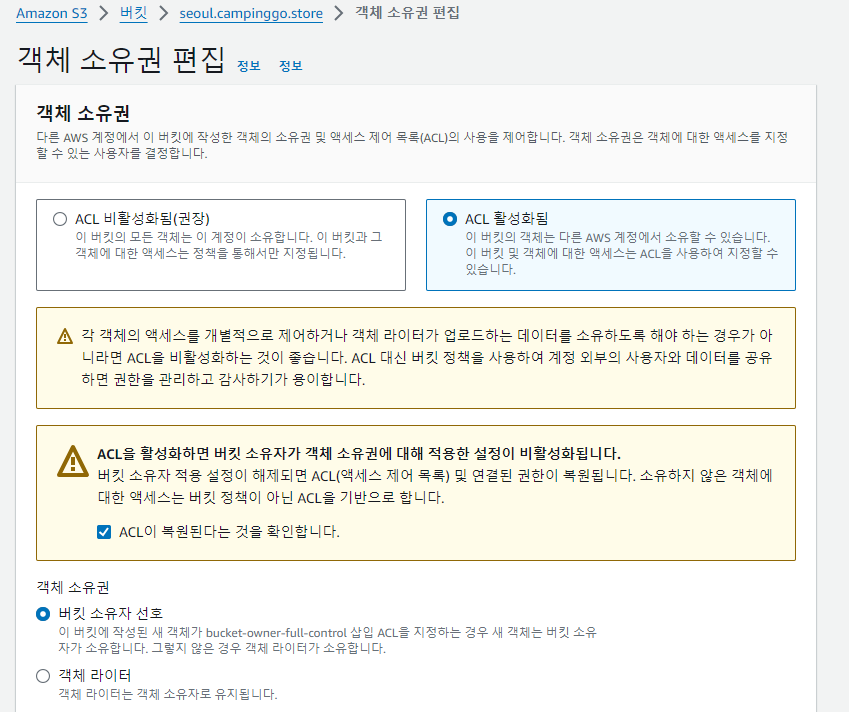 Amazon S3 > 버킷 > seoul.campinggo.store > 객체 소유권 편집
객체 소유권 편집 정보 정보
객체 소유권
다른 AWS 계정에서 이 버킷에 작성한 객체의 소유권 및 액세스 제어 목록(ACL)의 사용을 제어합니다. 객체 소유권은 객체에 대한 액세스를 지정
할 수 있는 사용자를 결정합니다.
ACL 비활성화됨(권장)
이 버킷의 모든 객체는 이 계정이 소유합니다. 이 버킷과 그
객체에 대한 액세스는 정책을 통해서만 지정됩니다.
ACL 활성화됨
이 버킷의 객체는 다른 AWS 계정에서 소유할 수 있습니다.
이 버킷 및 객체에 대한 액세스는 ACL을 사용하여 지정할 수
있습니다.
각 객체의 액세스를 개별적으로 제어하거나 객체 라이터가 업로드하는 데이터를 소유하도록 해야 하는 경우가 아
니라면 ACL을 비활성화하는 것이 좋습니다. ACL 대신 버킷 정책을 사용하여 계정 외부의 사용자와 데이터를 공유
하면 권한을 관리하고 감사하기가 용이합니다.
ACL을 활성화하면 버킷 소유자가 객체 소유권에 대해 적용한 설정이 비활성화됩니다.
버킷 소유자 적용 설정이 해제되면 ACL(액세스 제어 목록) 및 연결된 권한이 복원됩니다. 소유하지 않은 객체에
대한 액세스는 버킷 정책이 아닌 ACL을 기반으로 합니다.
ACL이 복원된다는 것을 확인합니다.
객체 소유권
버킷 소유자 선호
이 버킷에 작성된 새 객체가 bucket-owner-full-control 삽입 ACL을 지정하는 경우 새 객체는 버킷 소유
자가 소유합니다. 그렇지 않은 경우 객체 라이터가 소유합니다.
객체 라이터
객체 라이터는 객체 소유자로 유지됩니다.